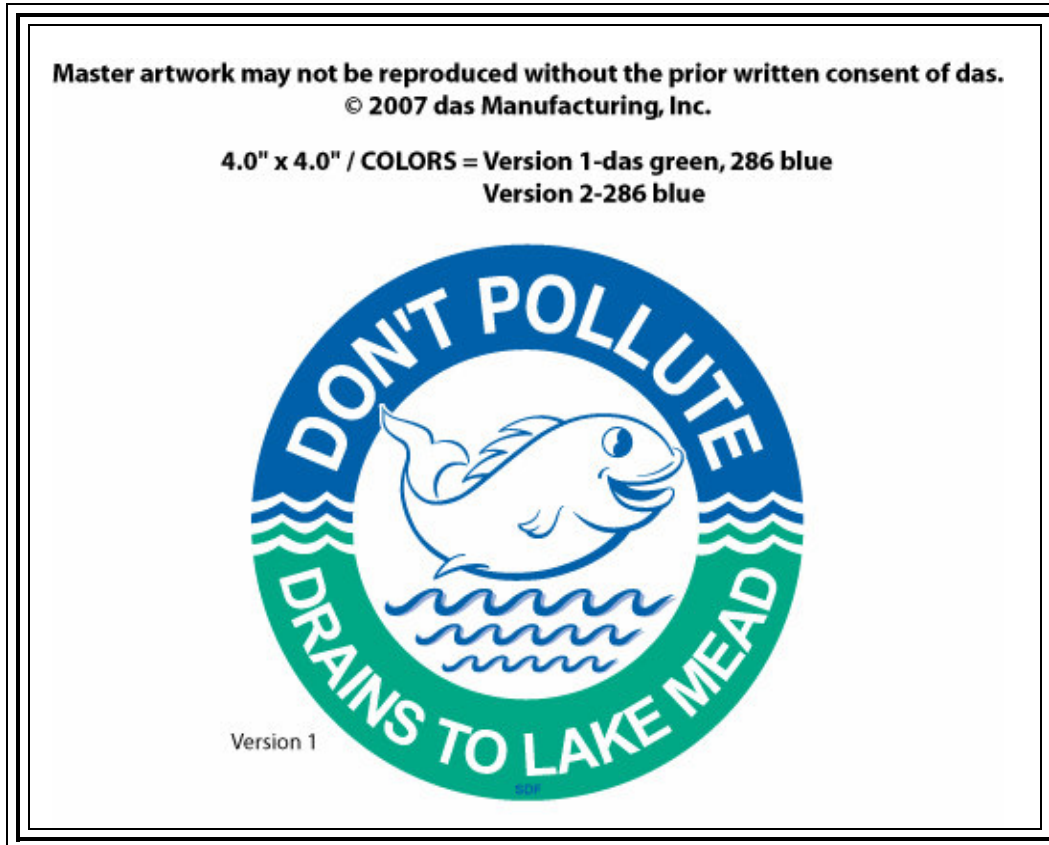 Master artwork may not be reproduced without the prior written consent of das.
© 2007 das Manufacturing, Inc.
4.0" x 4.0" / COLORS = Version 1-das green, 286 blue
Version 2-286 blue
DON'T POLLUTE
DRAINS TO LAKE MEAD
Version 1
SDF